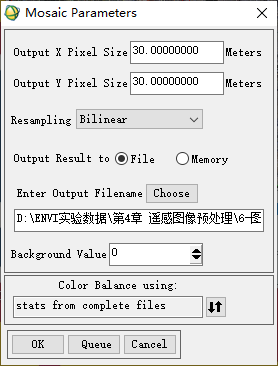 Mosaic Parameters
Output X Pixel Size 30.00000000 Meters
Output Y Pixel Size 30.00000000 Meters
Resampling Bilinear
Output Result to File Memory
Enter Output Filename Choose
D:\ENVI实验数据\第4章 遥感图像预处理\6-图
Background Value 0
Color Balance using:
stats from complete files
OK Queue Cancel